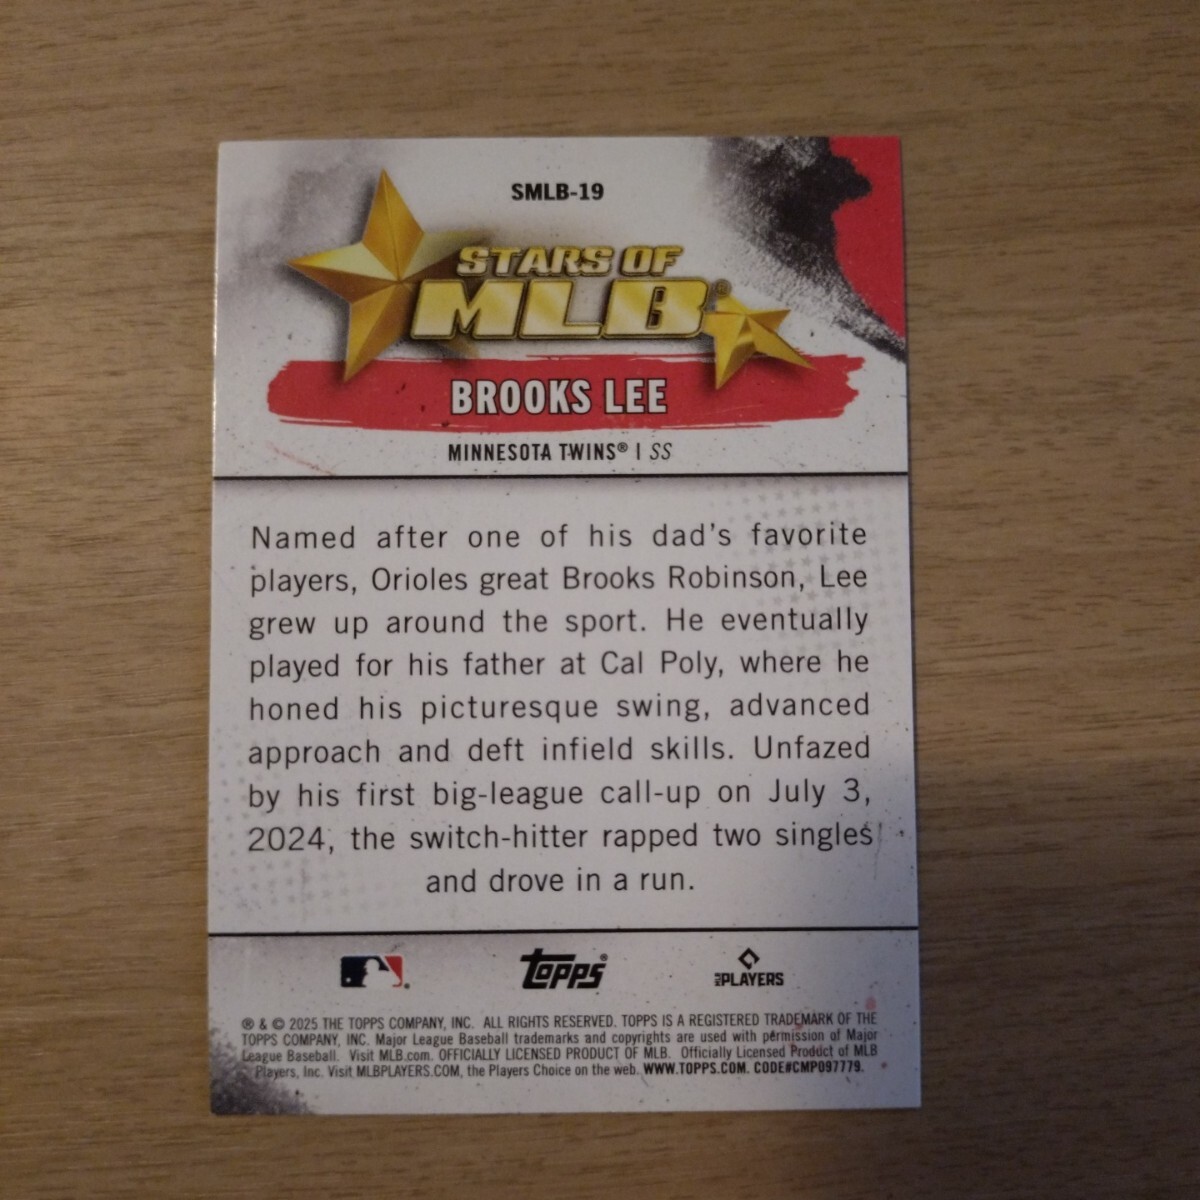 SMLB-19
STARS OF
MLB®
BROOKS LEE
MINNESOTA TWINS® | SS
Named after one of his dad's favorite
players, Orioles great Brooks Robinson, Lee
grew up around the sport. He eventually
played for his father at Cal Poly, where he
honed his picturesque swing, advanced
approach and deft infield skills. Unfazed
by his first big-league call-up on July 3,
2024, the switch-hitter rapped two singles
and drove in a run.
topps®
MLB PLAYERS
® & © 2025 THE TOPPS COMPANY, INC. ALL RIGHTS RESERVED. TOPPS IS A REGISTERED TRADEMARK OF THE
TOPPS COMPANY, INC. Major League Baseball trademarks and copyrights are used with permission of Major
League Baseball. Visit MLB.com. OFFICIALLY LICENSED PRODUCT OF MLB. Officially Licensed Product of MLB
Players, Inc. Visit MLBPLAYERS.COM, the Players Choice on the web. WWW.TOPPS.COM. CODE#CMP097779.